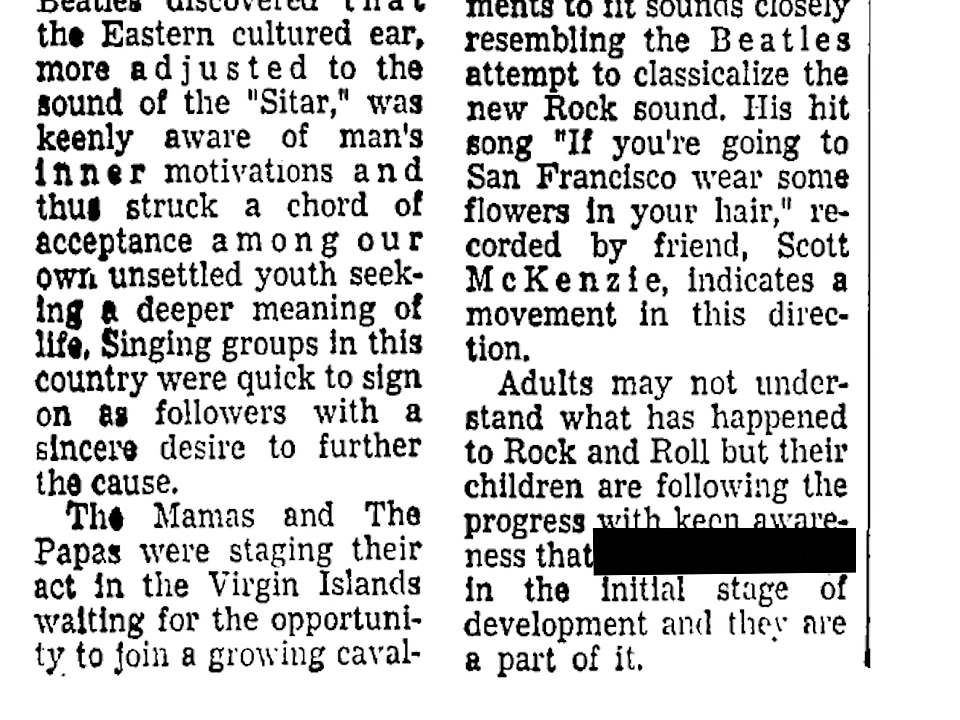 Beatles discovered that
the Eastern cultured ear,
more adjusted to the
sound of the "Sitar," was
keenly aware of man's
inner motivations and
thus struck a chord of
acceptance among our
own unsettled youth seek-
ing a deeper meaning of
life. Singing groups in this
country were quick to sign
on as followers with a
sincere desire to further
the cause.
The Mamas and The
Papas were staging their
act in the Virgin Islands
waiting for the opportuni-
ty to join a growing caval-
ments to fit sounds closely
resembling the Beatles
attempt to classicalize the
new Rock sound. His hit
song "If you're going to
San Francisco wear some
flowers in your hair," re-
corded by friend, Scott
McKenzie, indicates a
movement in this direc-
tion.
Adults may not under-
stand what has happened
to Rock and Roll but their
children are following the
progress with keen aware-
ness that
in the initial stage of
development and they are
a part of it.